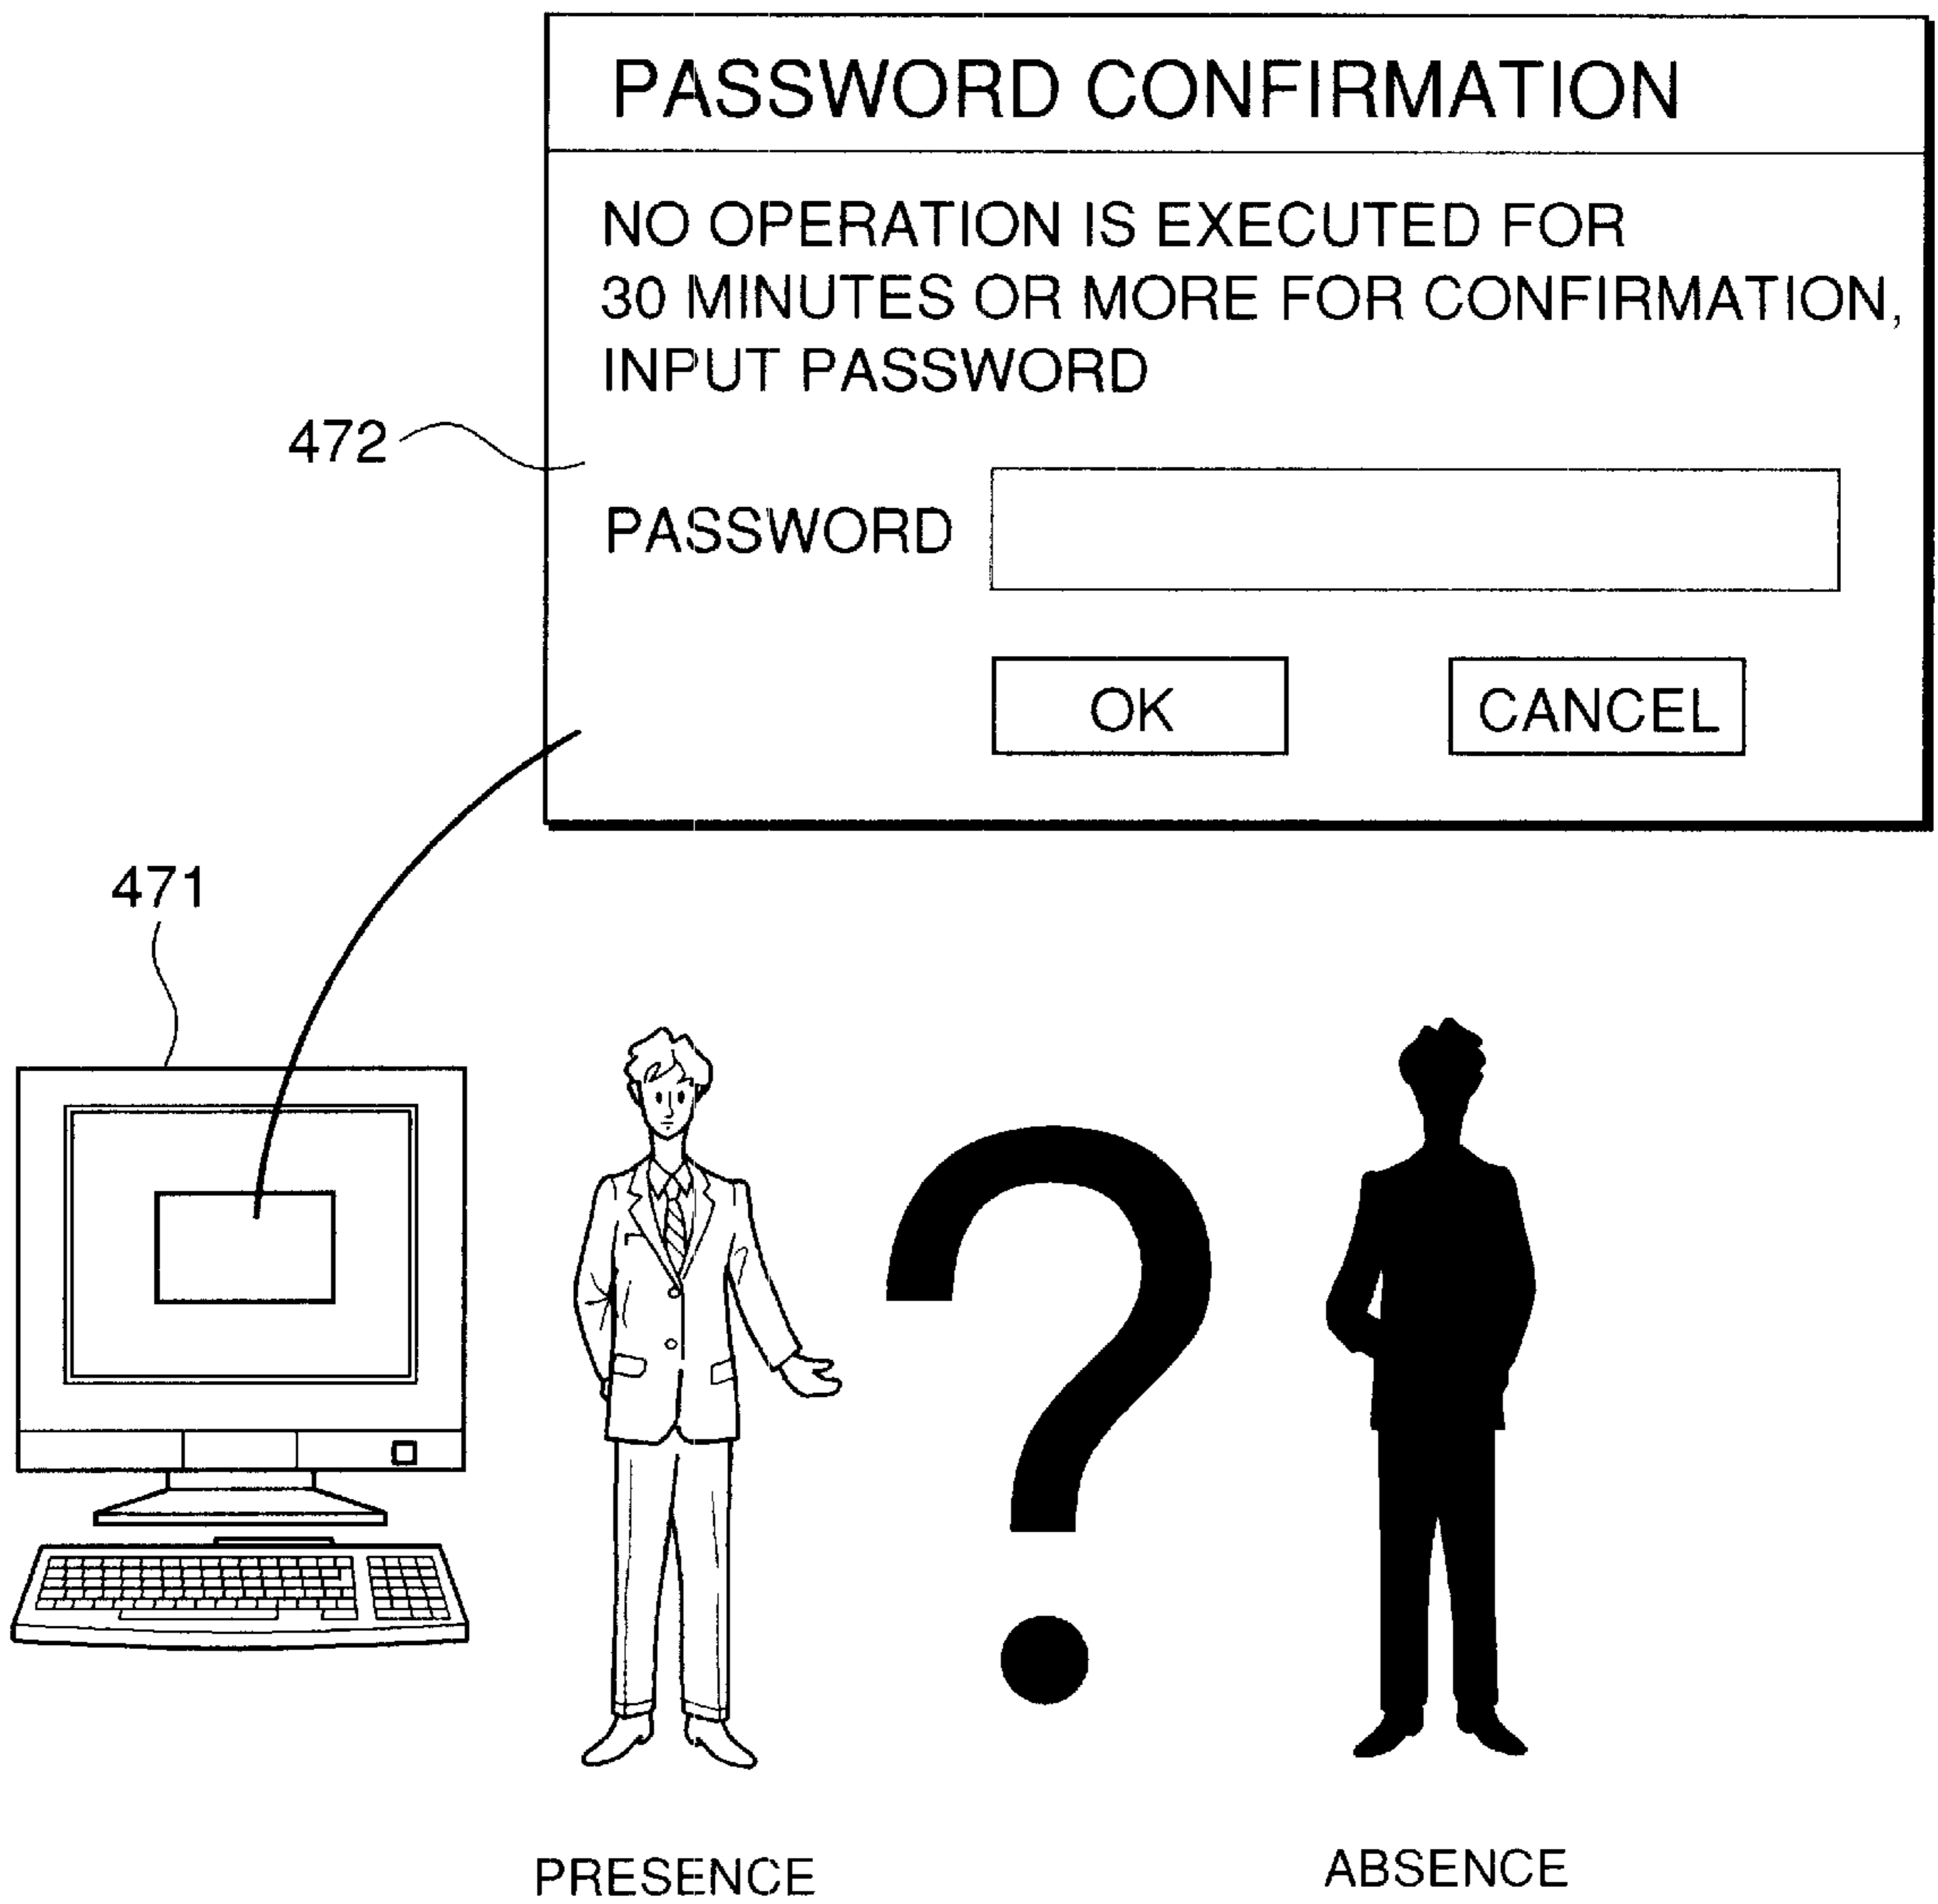 PASSWORD CONFIRMATION
NO OPERATION IS EXECUTED FOR
30 MINUTES OR MORE FOR CONFIRMATION,
INPUT PASSWORD
472
PASSWORD
OK CANCEL
471
PRESENCE ABSENCE